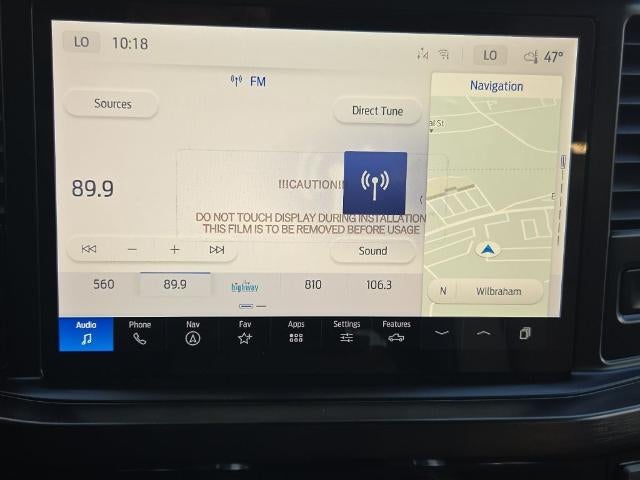 LO 10:18 LO 47°
FM
Navigation
Sources
Direct Tune
al St
89.9
!!!CAUTION!
DO NOT TOUCH DISPLAY DURING INSTALLATION
THIS FILM IS TO BE REMOVED BEFORE USAGE
Sound
560 89.9 highway 810 106.3
N Wilbraham
Audio Phone Nav Fav Apps Settings Features